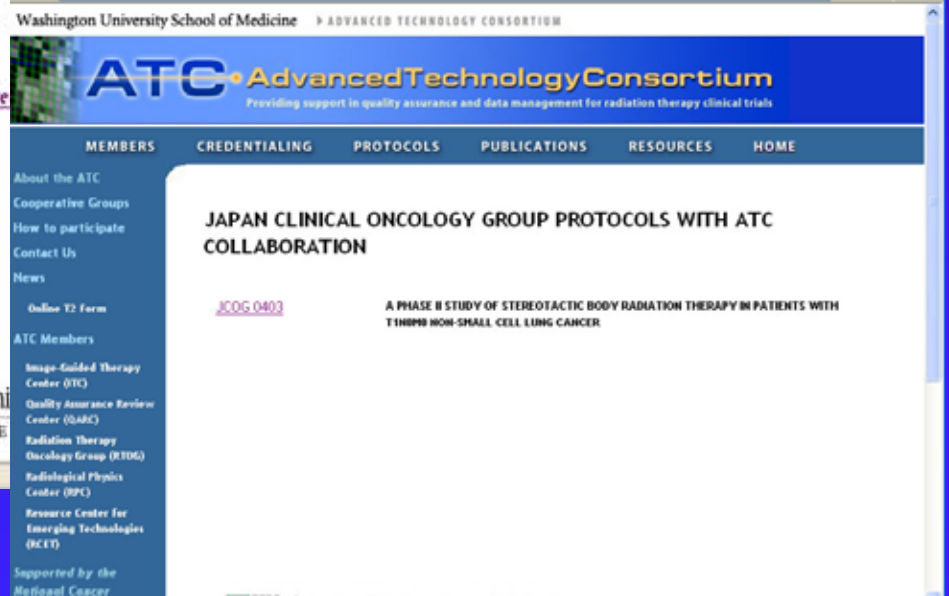 Washington University School of Medicine ADVANCED TECHNOLOGY CONSORTIUM
ATC AdvancedTechnologyConsortium
Providing support in quality assurance and data management for radiation therapy clinical trials
MEMBERS CREDENTIALING PROTOCOLS PUBLICATIONS RESOURCES HOME
About the ATC
Cooperative Groups
How to participate
Contact Us
News
Online T2 Form
ATC Members
Image-Guided Therapy
Center (ITC)
Quality Assurance Review
Center (QARC)
Radiation Therapy
Oncology Group (RTOG)
Radiological Physics
Center (RPC)
Resource Center for
Emerging Technologies
(RCET)
Supported by the
National Cancer
JAPAN CLINICAL ONCOLOGY GROUP PROTOCOLS WITH ATC
COLLABORATION
JCOG 0403
A PHASE II STUDY OF STEREOTACTIC BODY RADIATION THERAPY IN PATIENTS WITH
T1N0M0 NON-SMALL CELL LUNG CANCER